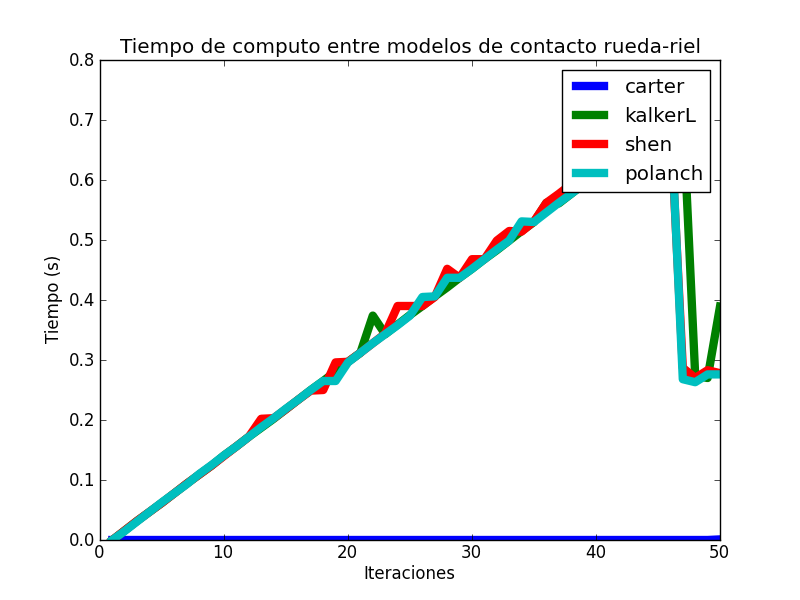 Tiempo de computo entre modelos de contacto rueda-riel
0.8
0.7
0.6
0.5
0.4
0.3
0.2
0.1
0.0
Tiempo (s)
carter
kalkerL
shen
polanch
0 10 20 30 40 50
Iteraciones